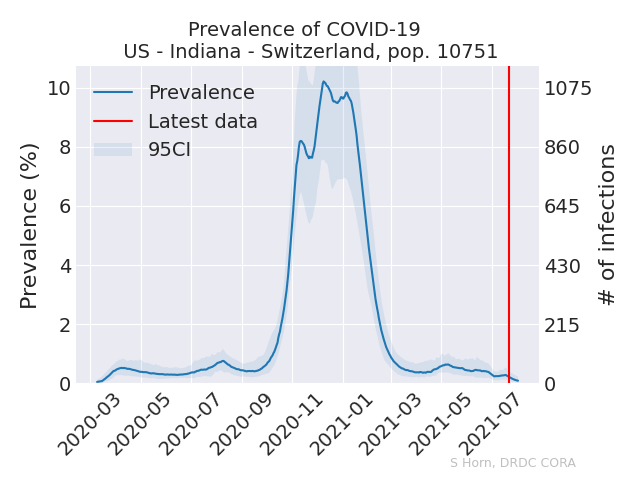 Prevalence of COVID-19
US - Indiana - Switzerland, pop. 10751
Prevalence
Latest data
95CI
Prevalence (%)
10
8
6
4
2
0
1075
860
645
430
215
0
# of infections
2020-03
2020-05
2020-07
2020-09
2020-11
2021-01
2021-03
2021-05
2021-07
S Horn, DRDC CORA